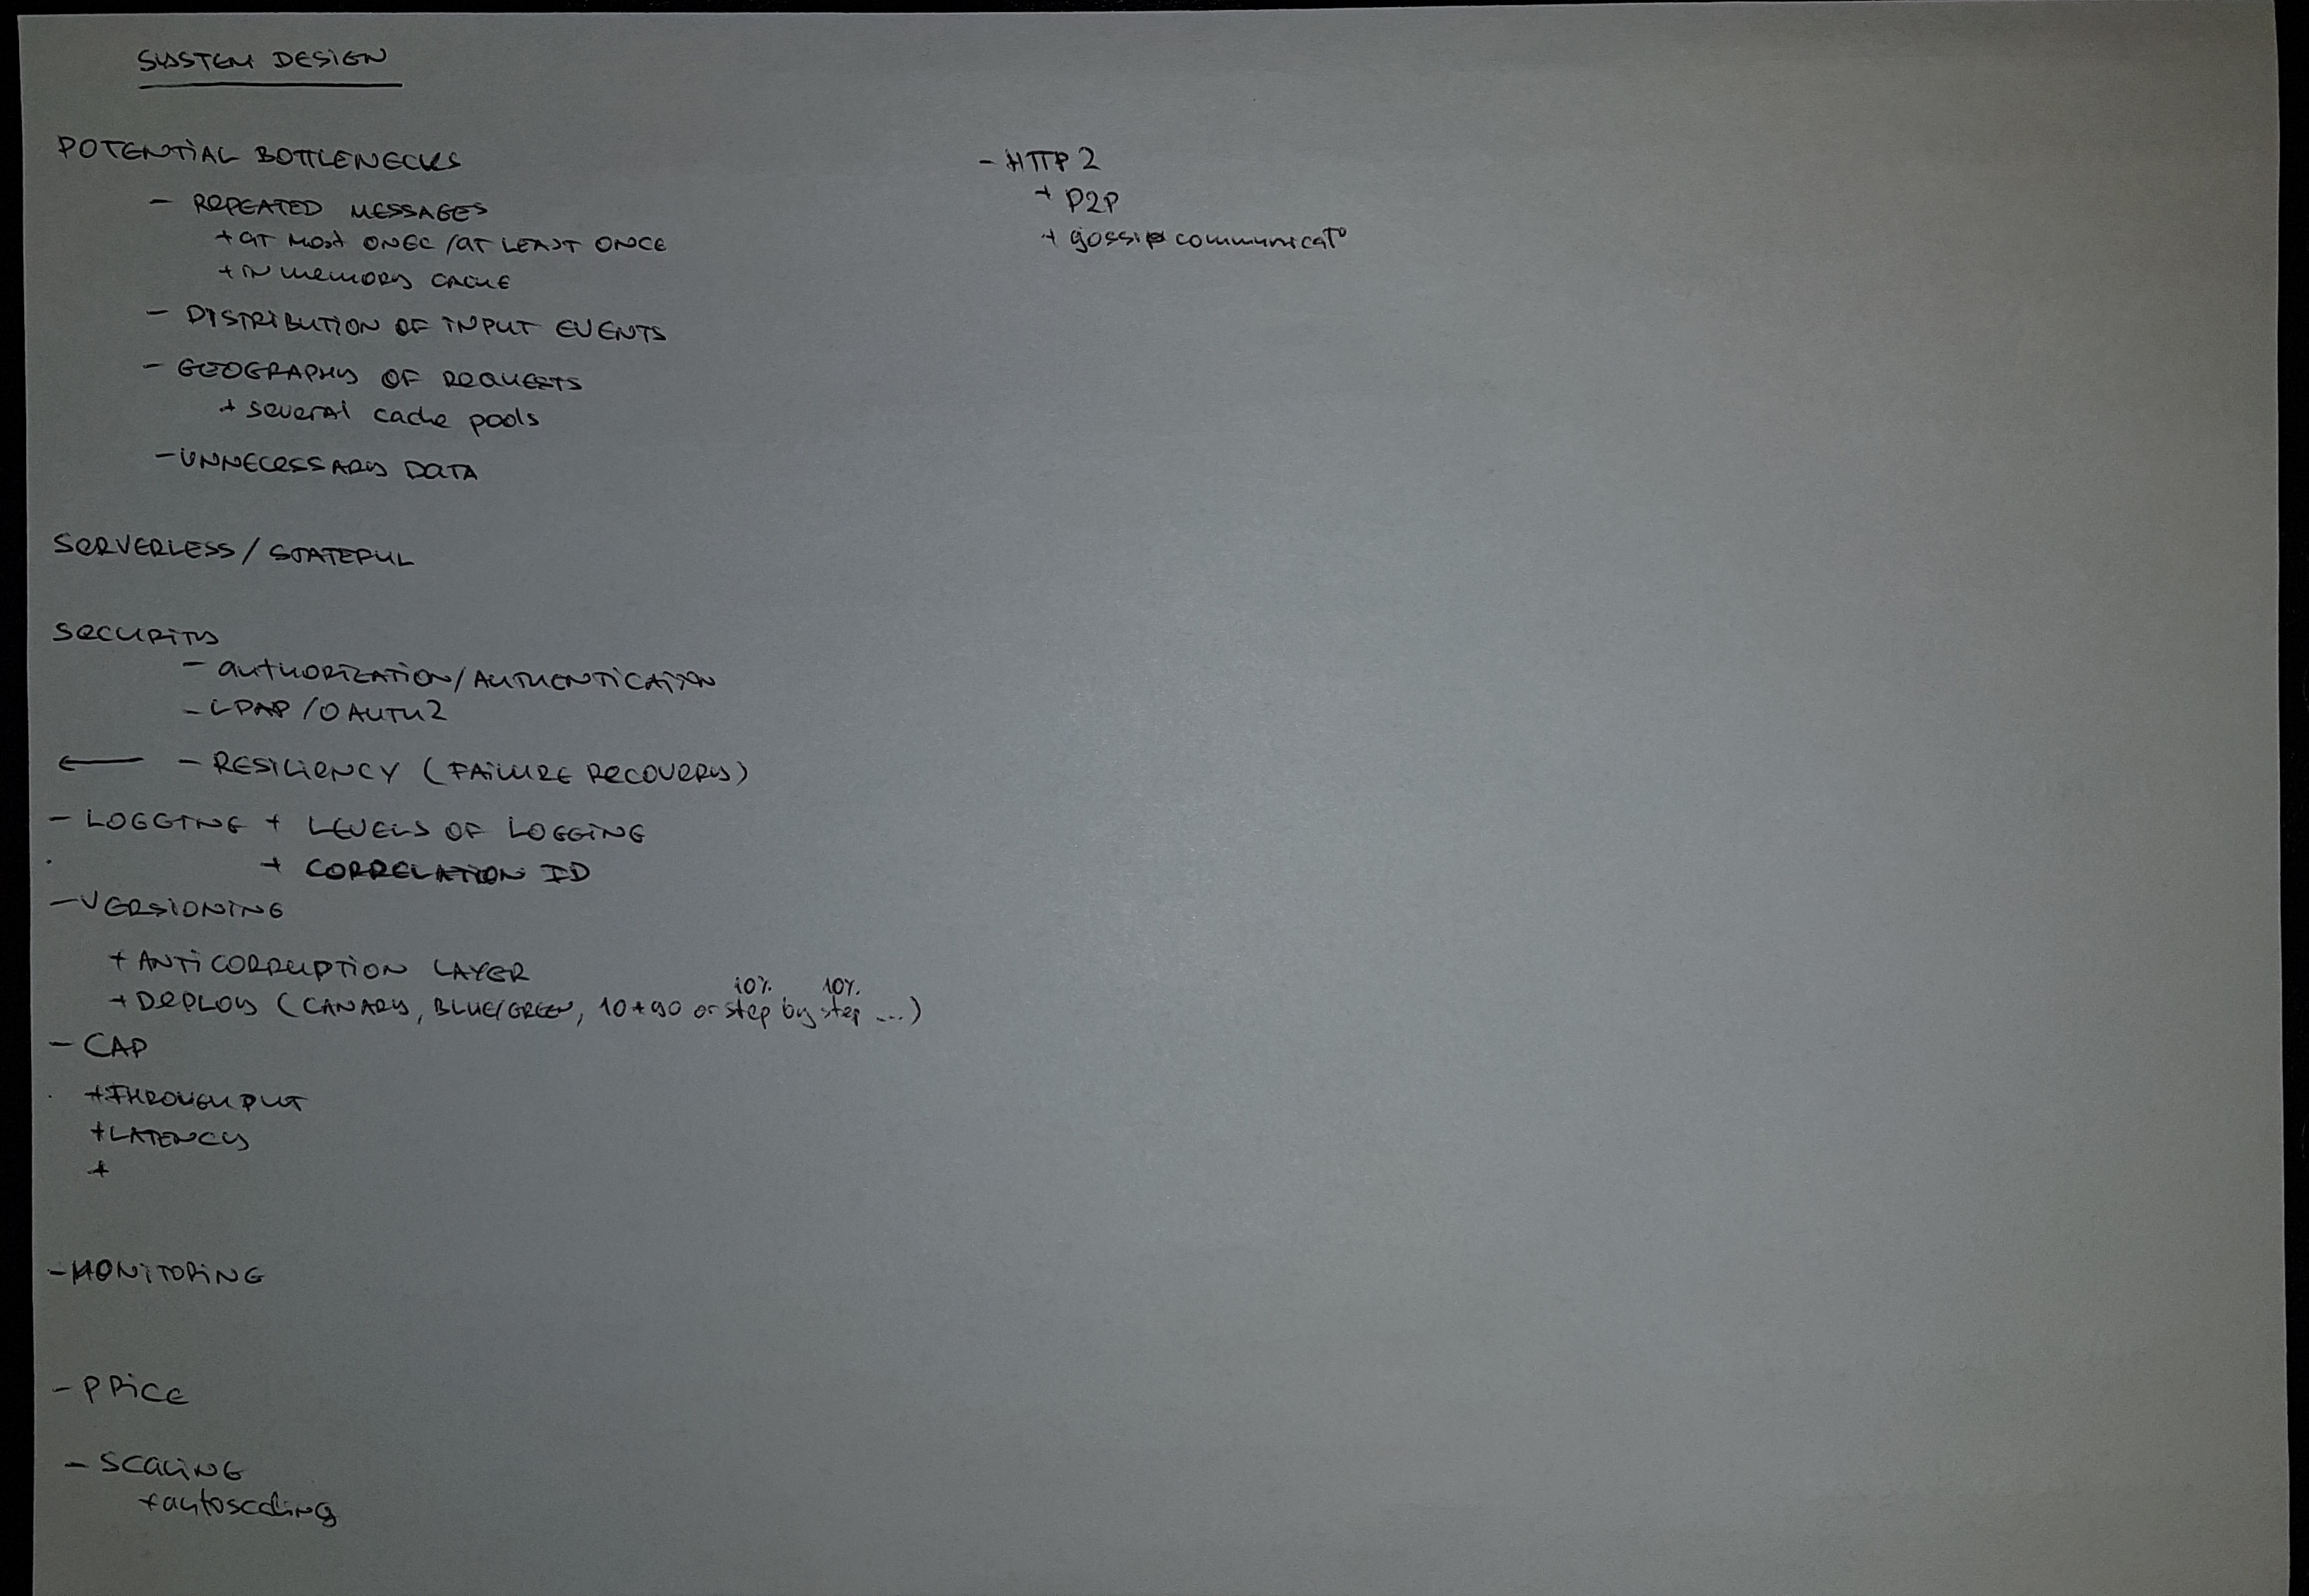 SYSTEM DESIGN
POTENTIAL BOTTLENECKS
- REPEATED MESSAGES
+ at most ONEC / at LEAST ONCE
+ IN memory CACHE
- DISTRIBUTION OF INPUT EVENTS
- GEOGRAPHY OF REQUESTS
+ several cache pools
- UNNECESSARY DATA
SERVERLESS / STATEFUL
SECURITY
- AUTHORIZATION / AUTHENTICATION
- LDAP / OAUTH2
← - RESILIENCY (FAILURE RECOVERY)
- LOGGING + LEVELS OF LOGGING
+ CORRELATION ID
- VERSIONING
+ ANTICORRUPTION LAYER
10% 10%
+ DEPLOY (CANARY, BLUE/GREEN, 10+90 or step by step ...)
- CAP
+ THROUGHPUT
+ LATENCY
+
- MONITORING
- PRICE
- SCALING
+ autoscaling
- HTTP 2
+ P2P
+ gossip communicat°